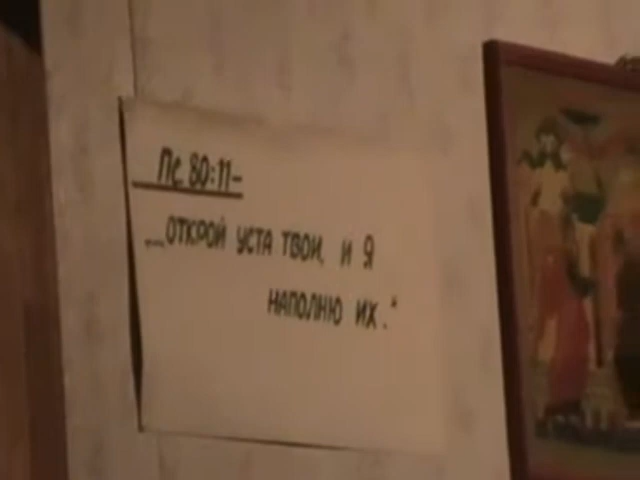 Пс. 80:11–
„...ОТКРОЙ УСТА ТВОИ, И Я
НАПОЛНЮ ИХ."